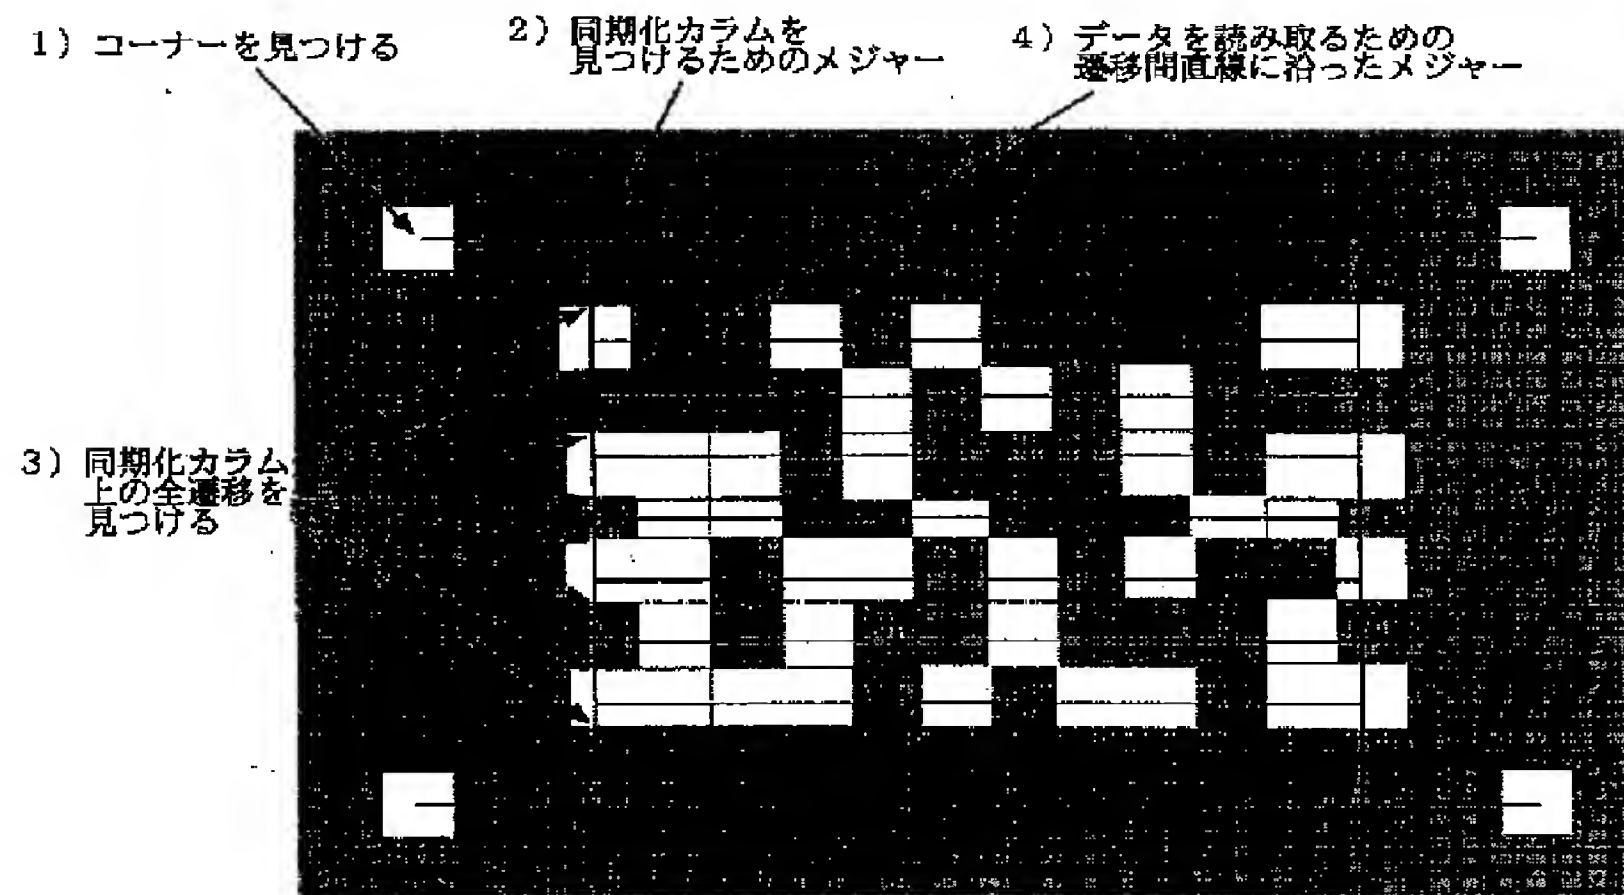 1）コーナーを見つける
2）同期化カラムを
見つけるためのメジャー
4）データを読み取るための
遷移間直線に沿ったメジャー
3）同期化カラム
上の全遷移を
見つける